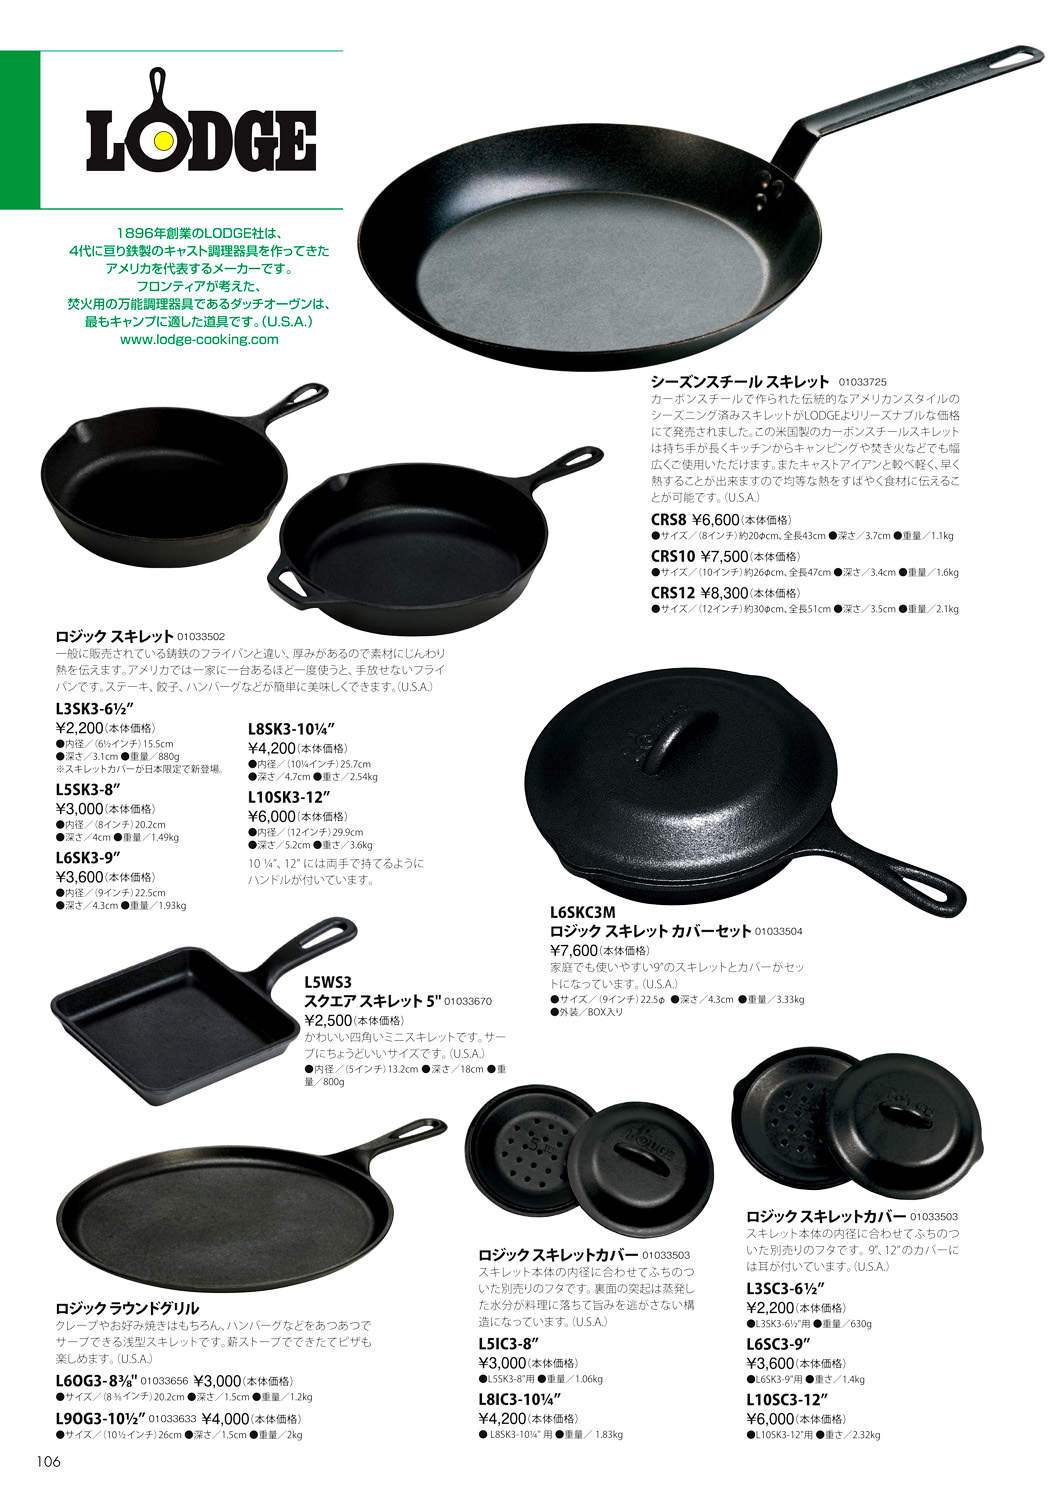 LODGE
1896年創業のLODGE社は、
4代に亘り鉄製のキャスト調理器具を作ってきた
アメリカを代表するメーカーです。
フロンティアが考えた、
焚火用の万能調理器具であるダッチオーヴンは、
最もキャンプに適した道具です。(U.S.A.)
www.lodge-cooking.com
シーズンスチール スキレット 01033725
カーボンスチールで作られた伝統的なアメリカンスタイルの
シーズニング済みスキレットがLODGEよりリーズナブルな価格
にて発売されました。この米国製のカーボンスチールスキレット
は持ち手が長くキッチンからキャンピングや焚き火などでも幅
広くご使用いただけます。またキャストアイアンと較べ軽く、早く
熱することが出来ますので均等な熱をすばやく食材に伝えるこ
とが可能です。(U.S.A.)
CRS8 ¥6,600(本体価格)
●サイズ／(8インチ)約20φcm、全長43cm ●深さ／3.7cm ●重量／1.1kg
CRS10 ¥7,500(本体価格)
●サイズ／(10インチ)約26φcm、全長47cm ●深さ／3.4cm ●重量／1.6kg
CRS12 ¥8,300(本体価格)
●サイズ／(12インチ)約30φcm、全長51cm ●深さ／3.5cm ●重量／2.1kg
ロジック スキレット 01033502
一般に販売されている鋳鉄のフライパンと違い、厚みがあるので素材にじんわり
熱を伝えます。アメリカでは一家に一台あるほど一度使うと、手放せないフライ
パンです。ステーキ、餃子、ハンバーグなどが簡単に美味しくできます。(U.S.A.)
L3SK3-6½″
¥2,200(本体価格)
●内径／(6½インチ)15.5cm
●深さ／3.1cm ●重量／880g
※スキレットカバーが日本限定で新登場。
L5SK3-8″
¥3,000(本体価格)
●内径／(8インチ)20.2cm
●深さ／4cm ●重量／1.49kg
L6SK3-9″
¥3,600(本体価格)
●内径／(9インチ)22.5cm
●深さ／4.3cm ●重量／1.93kg
L8SK3-10¼″
¥4,200(本体価格)
●内径／(10¼インチ)25.7cm
●深さ／4.7cm ●重さ／2.54kg
L10SK3-12″
¥6,000(本体価格)
●内径／(12インチ)29.9cm
●深さ／5.2cm ●重さ／3.6kg
10 ¼″、12″ には両手で持てるように
ハンドルが付いています。
L6SKC3M
ロジック スキレット カバーセット 01033504
¥7,600(本体価格)
家庭でも使いやすい9″のスキレットとカバーがセッ
トになっています。(U.S.A.)
●サイズ／(9インチ)22.5φ ●深さ／4.3cm ●重量／3.33kg
●外装／BOX入り
L5WS3
スクエア スキレット 5" 01033670
¥2,500(本体価格)
かわいい四角いミニスキレットです。サー
ブにちょうどいいサイズです。(U.S.A.)
●内径／(5インチ)13.2cm ●深さ／18cm ●重
量／800g
ロジック ラウンドグリル
クレープやお好み焼きはもちろん、ハンバーグなどをあつあつで
サーブできる浅型スキレットです。薪ストーブでできたてピザも
楽しめます。(U.S.A.)
L6OG3-8⅜" 01033656 ¥3,000(本体価格)
●サイズ／(8 ⅜インチ)20.2cm ●深さ／1.5cm ●重量／1.2kg
L9OG3-10½″ 01033633 ¥4,000(本体価格)
●サイズ／(10½インチ)26cm ●深さ／1.5cm ●重量／2kg
ロジック スキレットカバー 01033503
スキレット本体の内径に合わせてふちのつ
いた別売りのフタです。裏面の突起は蒸発し
た水分が料理に落ちて旨みを逃がさない構
造になっています。(U.S.A.)
L5IC3-8″
¥3,000(本体価格)
●L5SK3-8″用 ●重量／1.06kg
L8IC3-10¼″
¥4,200(本体価格)
● L8SK3-10¼″ 用 ●重量／ 1.83kg
ロジック スキレットカバー 01033503
スキレット本体の内径に合わせてふちのつ
いた別売りのフタです。9″、12″のカバーに
は耳が付いています。(U.S.A.)
L3SC3-6½″
¥2,200(本体価格)
●L3SK3-6½″用 ●重量／630g
L6SC3-9″
¥3,600(本体価格)
●L6SK3-9″用 ●重さ／1.4kg
L10SC3-12″
¥6,000(本体価格)
●L10SK3-12″用 ●重さ／2.32kg
106